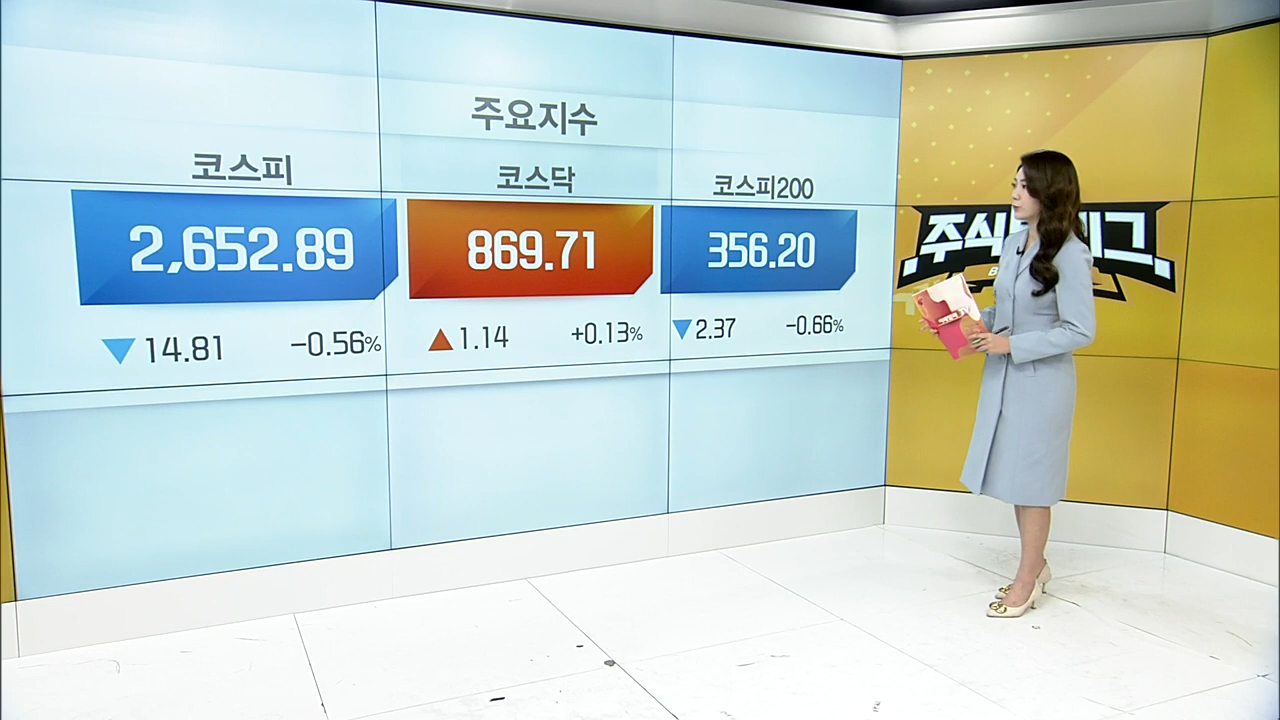 주요지수
코스피 코스닥 코스피200
2,652.89 869.71 356.20
▼14.81 -0.56% ▲1.14 +0.13% ▼2.37 -0.66%